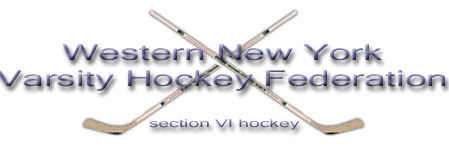 Western New York
Varsity Hockey Federation
section VI hockey